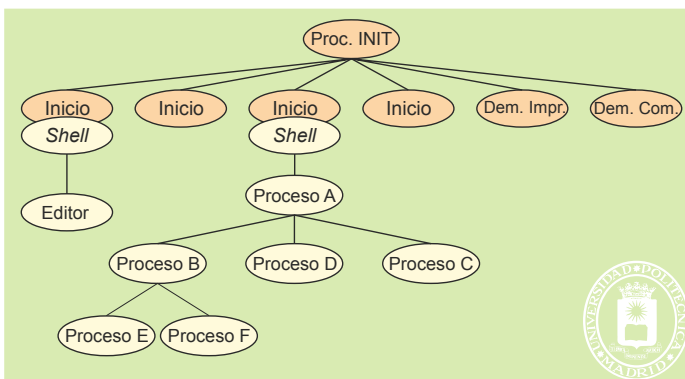 Proc. INIT
Inicio
Inicio
Inicio
Inicio
Dem. Impr.
Dem. Com.
Shell
Shell
Proceso A
Editor
Proceso B
Proceso D
Proceso C
Proceso E
Proceso F
UNIVERSIDAD POLITECNICA
MADRID